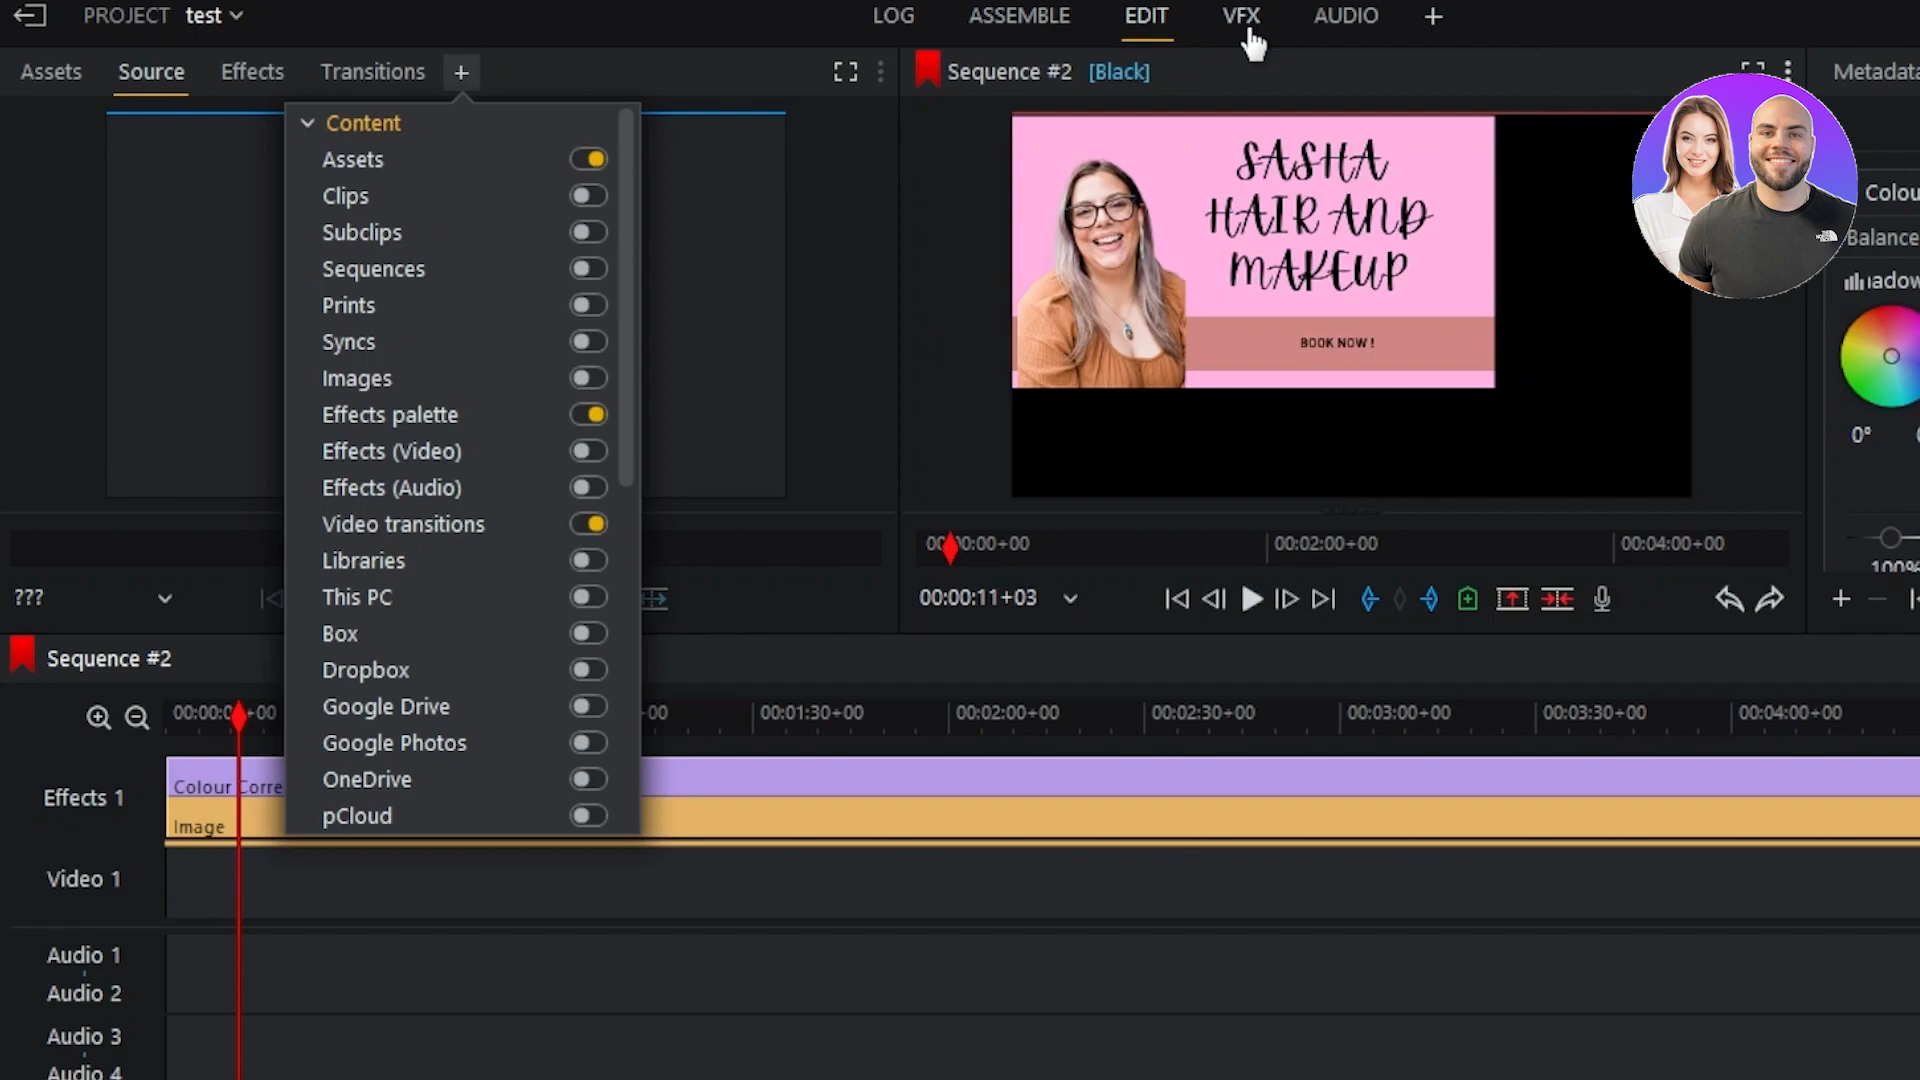 PROJECT test
LOG ASSEMBLE EDIT VFX AUDIO +
Assets Source Effects Transitions +
Sequence #2 [Black]
Metadata
Content
Assets
Clips
Subclips
Sequences
Prints
Syncs
Images
Effects palette
Effects (Video)
Effects (Audio)
Video transitions
Libraries
This PC
Box
Dropbox
Google Drive
Google Photos
OneDrive
pCloud
SASHA
HAIR AND
MAKEUP
BOOK NOW!
THE NORTH FACE
Colou
Balance
adow
0°
100%
00:00:00+00 00:02:00+00 00:04:00+00
???
00:00:11+03
Sequence #2
00:00:0 +00 +00 00:01:30+00 00:02:00+00 00:02:30+00 00:03:00+00 00:03:30+00 00:04:00+00
Effects 1
Colour Corre
Image
Video 1
Audio 1
Audio 2
Audio 3
Audio 4